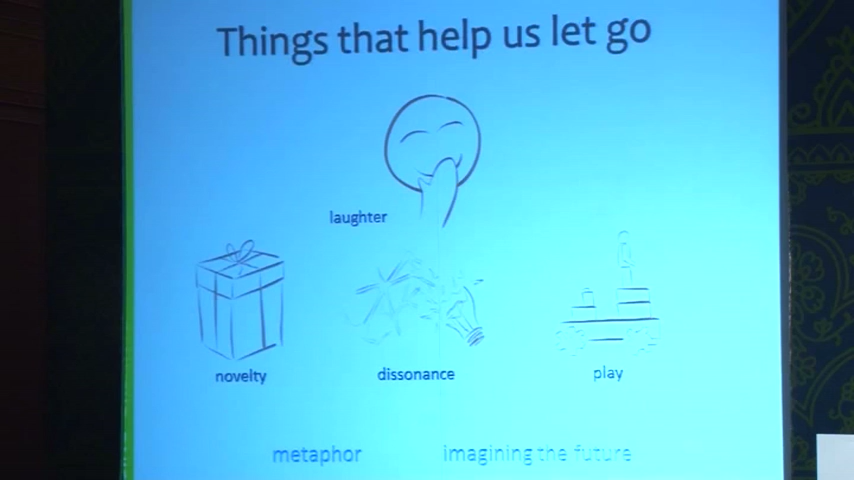 Things that help us let go
laughter
novelty
dissonance
play
metaphor
imagining the future